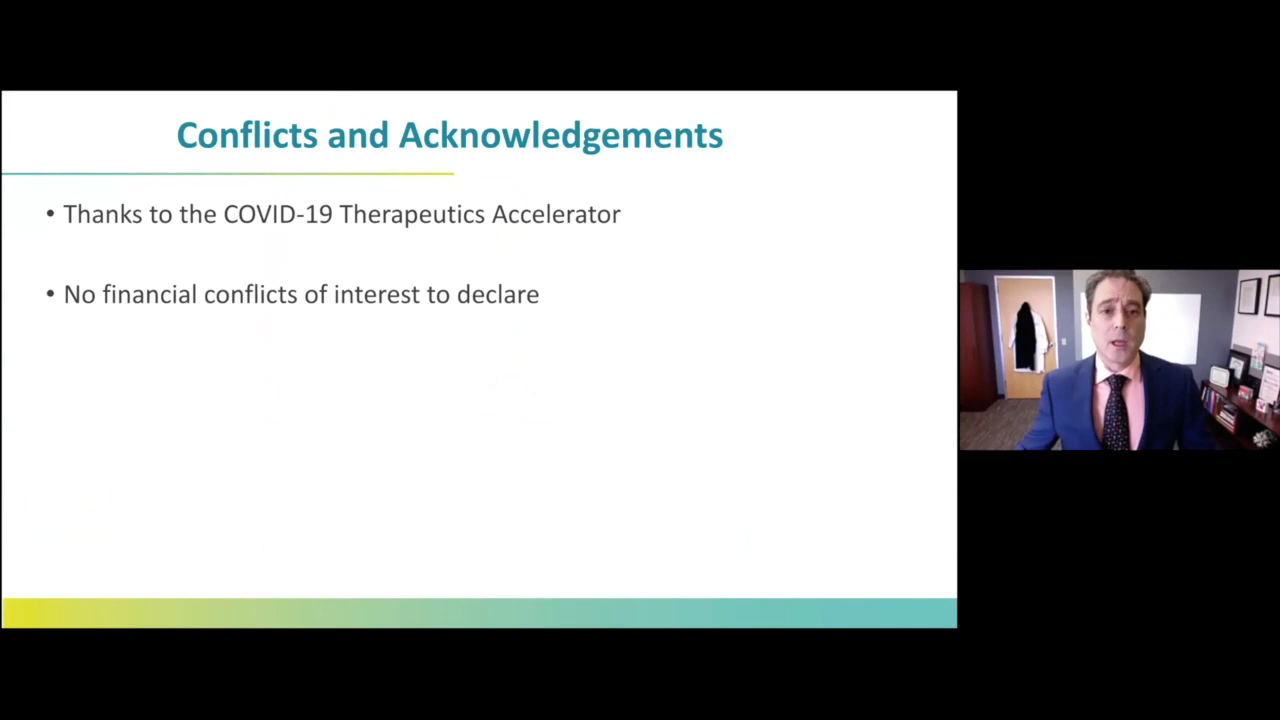 Conflicts and Acknowledgements
• Thanks to the COVID-19 Therapeutics Accelerator
• No financial conflicts of interest to declare